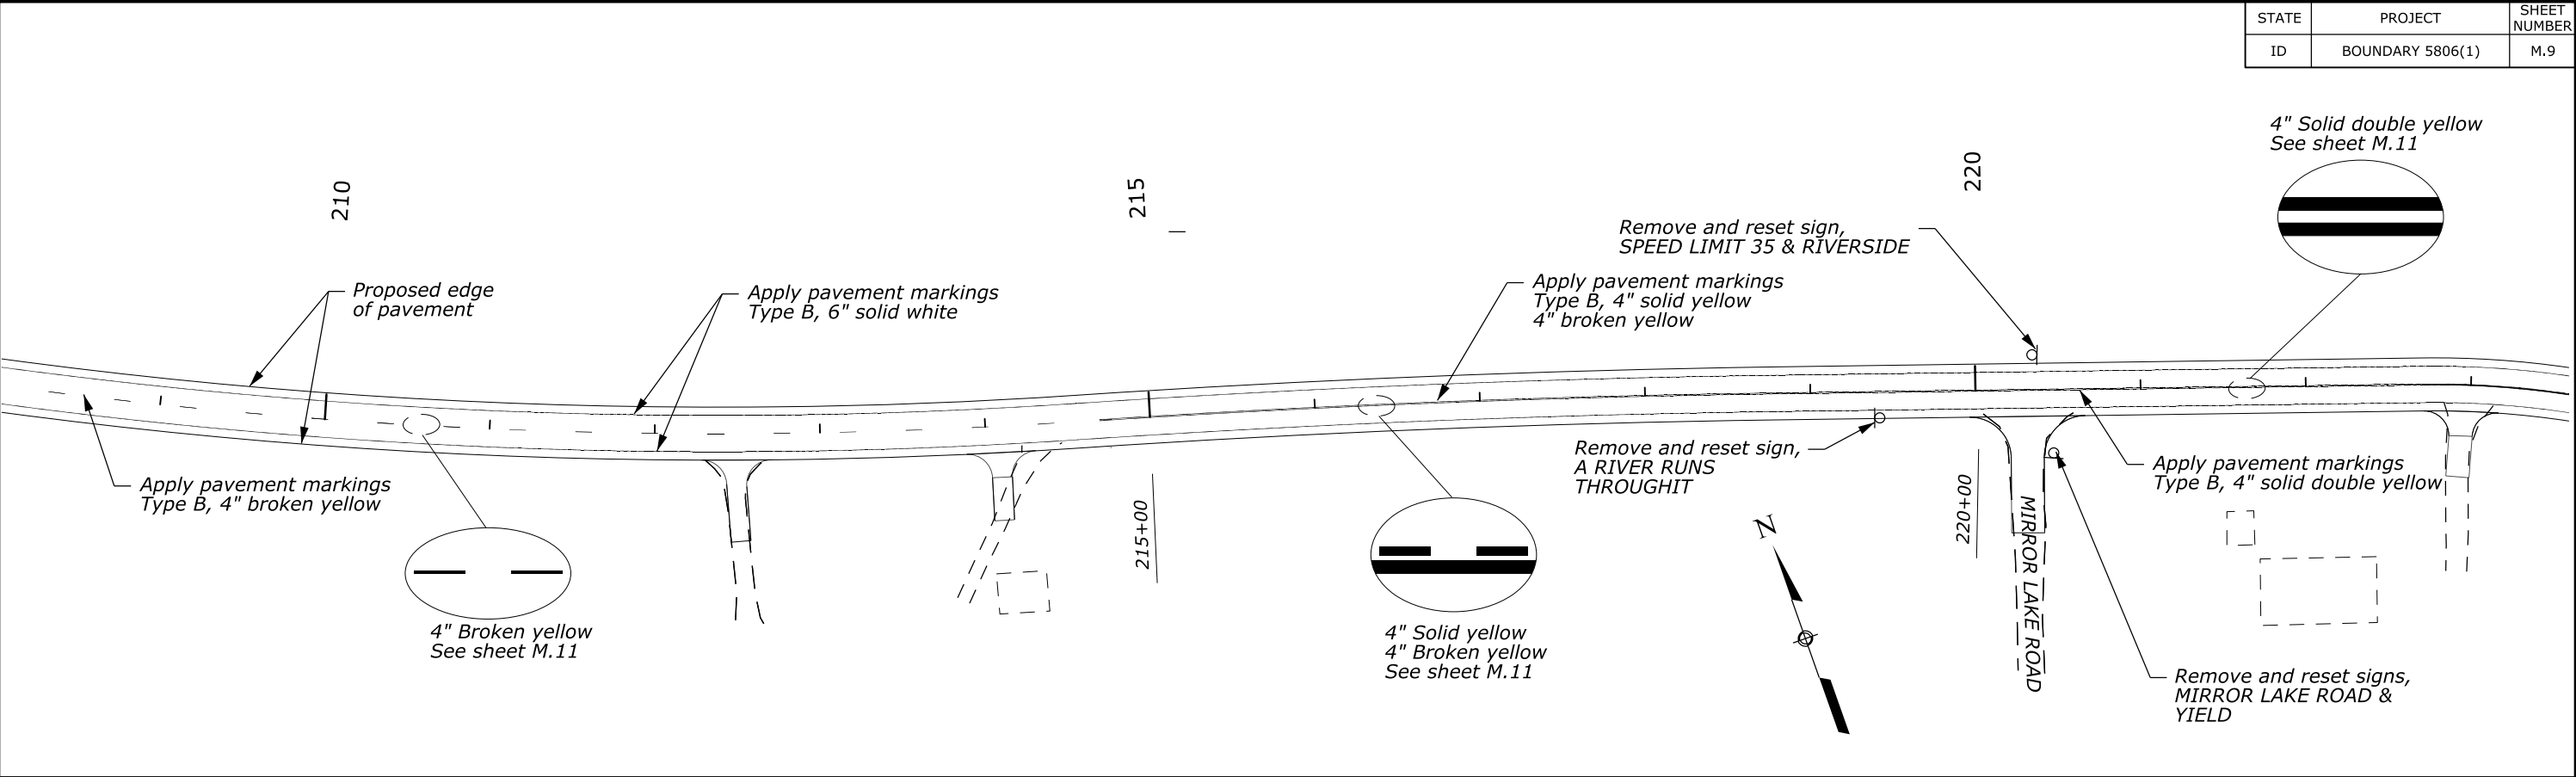 STATE PROJECT SHEET NUMBER
ID BOUNDARY 5806(1) M.9
4" Solid double yellow
See sheet M.11
210
215
220
Remove and reset sign,
SPEED LIMIT 35 & RIVERSIDE
Proposed edge
of pavement
Apply pavement markings
Type B, 6" solid white
Apply pavement markings
Type B, 4" solid yellow
4" broken yellow
Apply pavement markings
Type B, 4" broken yellow
Remove and reset sign,
A RIVER RUNS
THROUGHIT
Apply pavement markings
Type B, 4" solid double yellow
215+00
220+00
N
MIRROR LAKE ROAD
4" Broken yellow
See sheet M.11
4" Solid yellow
4" Broken yellow
See sheet M.11
Remove and reset signs,
MIRROR LAKE ROAD &
YIELD